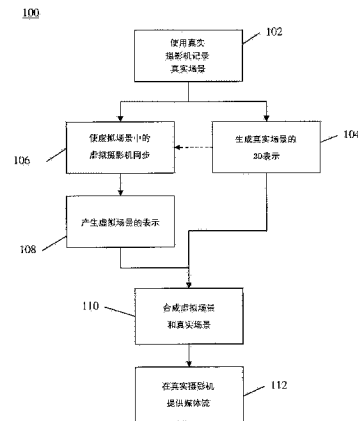 100
使用真实
摄影机记录
真实场景
102
使虚拟场景中的
虚拟摄影机同步
106
生成真实场景的
3D表示
104
产生虚拟场景的表示
108
110
合成虚拟场景
和真实场景
在真实摄影机
提供媒体流
112